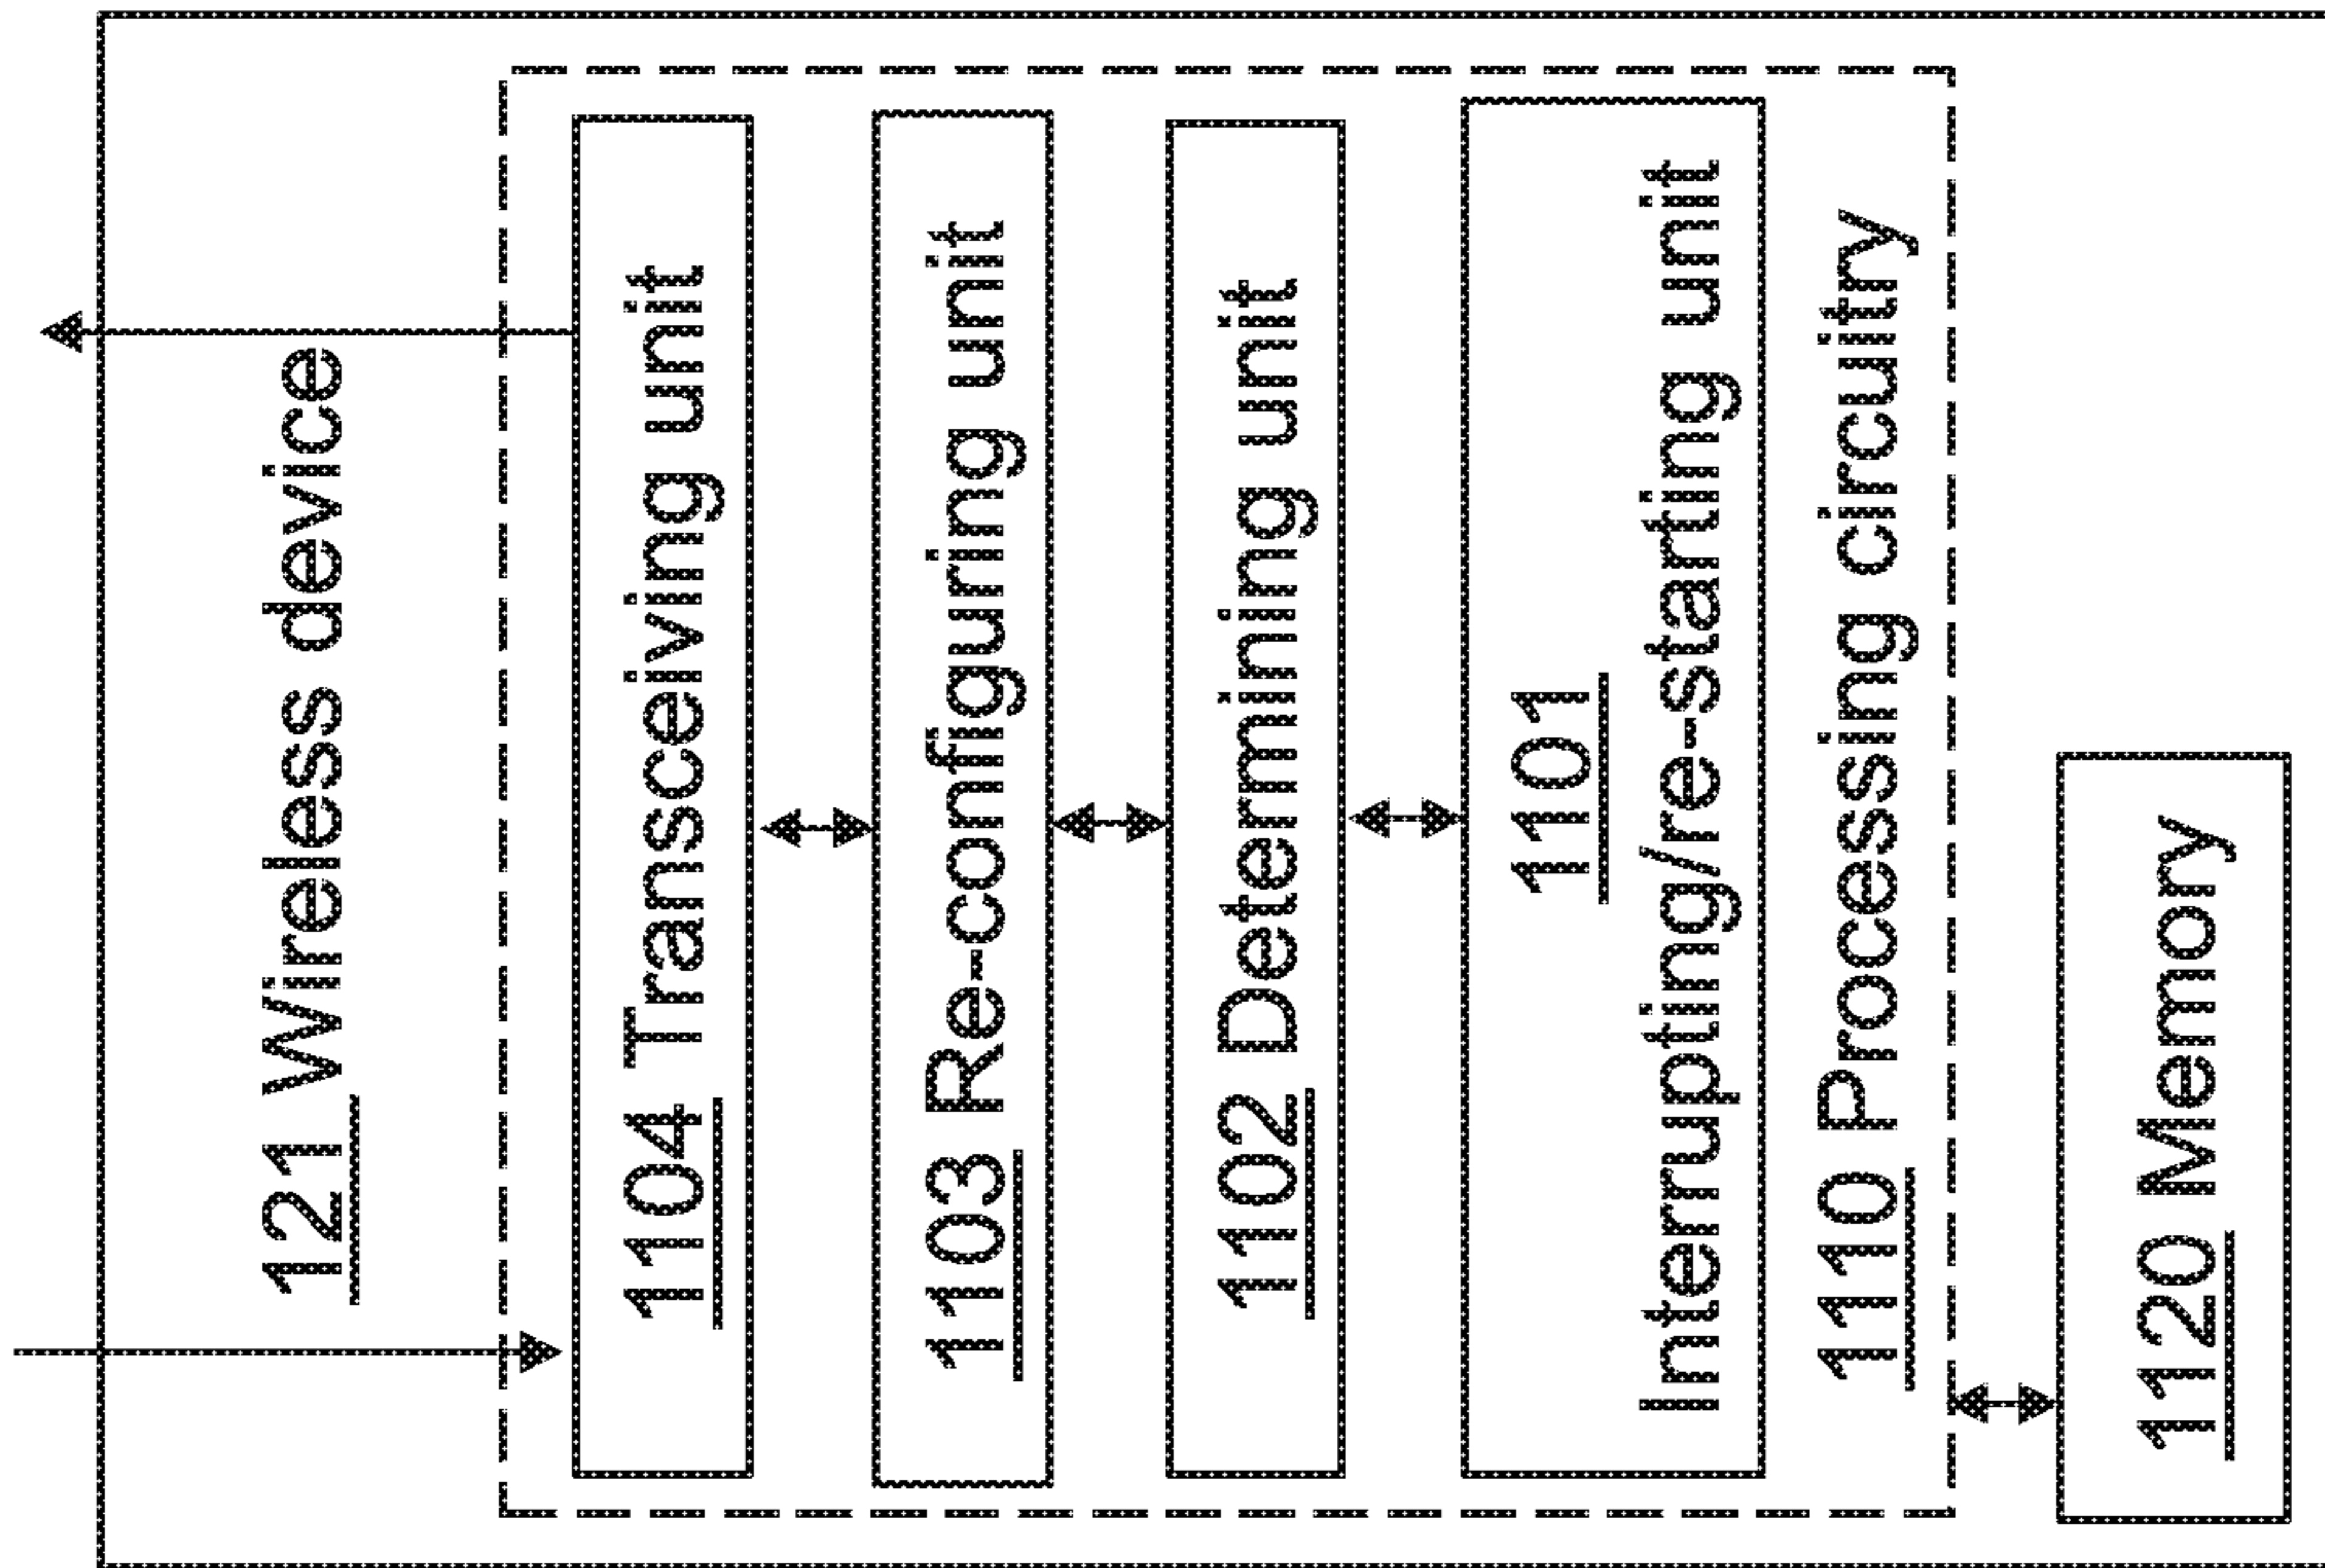 121 Wireless device
1104 Transceiving unit
1103 Re-configuring unit
1102 Determining unit
1101
Interrupting/re-starting unit
1110 Processing circuitry
1120 Memory